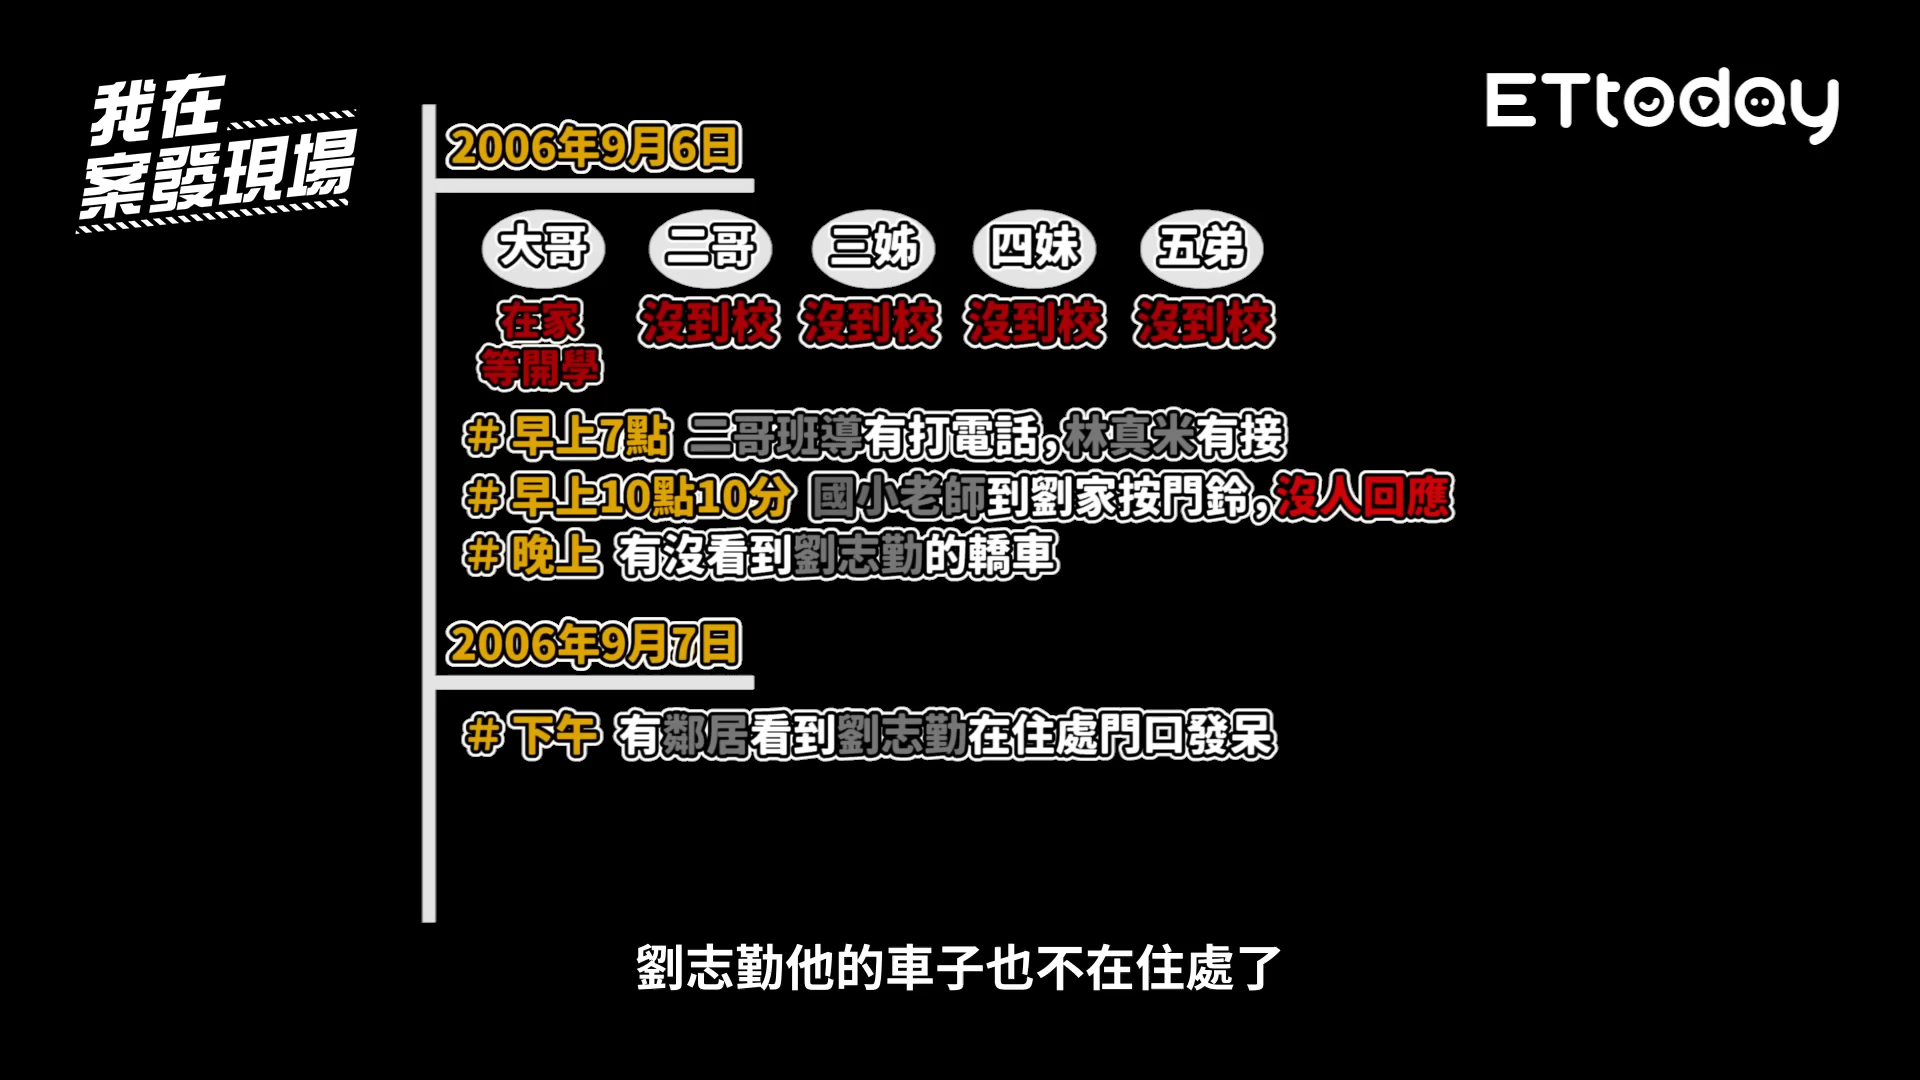 我在
案發現場
ETtoday
2006年9月6日
大哥 二哥 三姊 四妹 五弟
在家 沒到校 沒到校 沒到校 沒到校
等開學
# 早上7點 二哥班導有打電話,林真米有接
# 早上10點10分 國小老師到劉家按門鈴,沒人回應
# 晚上 有沒看到劉志勤的轎車
2006年9月7日
# 下午 有鄰居看到劉志勤在住處門口發呆
劉志勤他的車子也不在住處了